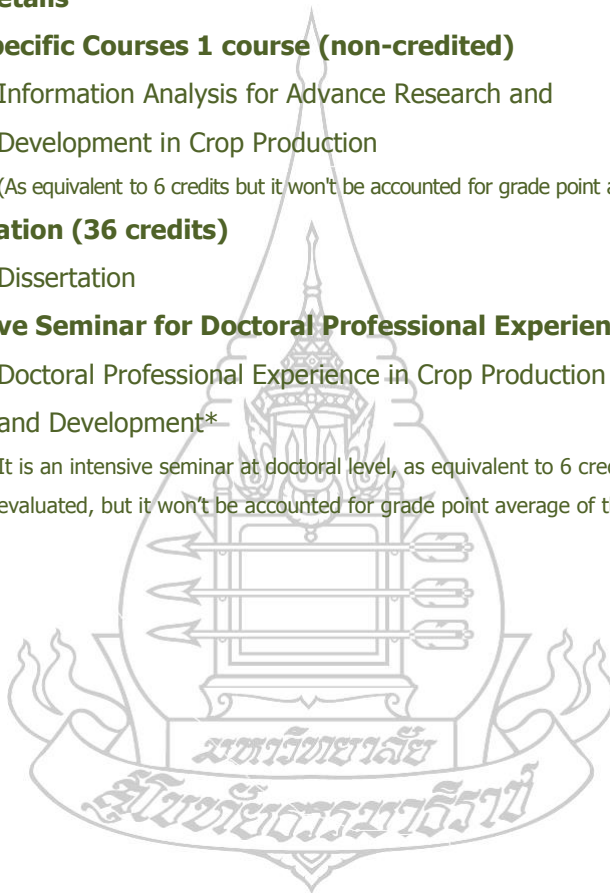 etails
pecific Courses 1 course (non-credited)
Information Analysis for Advance Research and
Development in Crop Production
(As equivalent to 6 credits but it won't be accounted for grade point a
ation (36 credits)
Dissertation
ve Seminar for Doctoral Professional Experien
Doctoral Professional Experience in Crop Production
and Development*
It is an intensive seminar at doctoral level, as equivalent to 6 cred
evaluated, but it won't be accounted for grade point average of t
มหาวิทยาลัย
สุโขทัยธรรมาธิราช